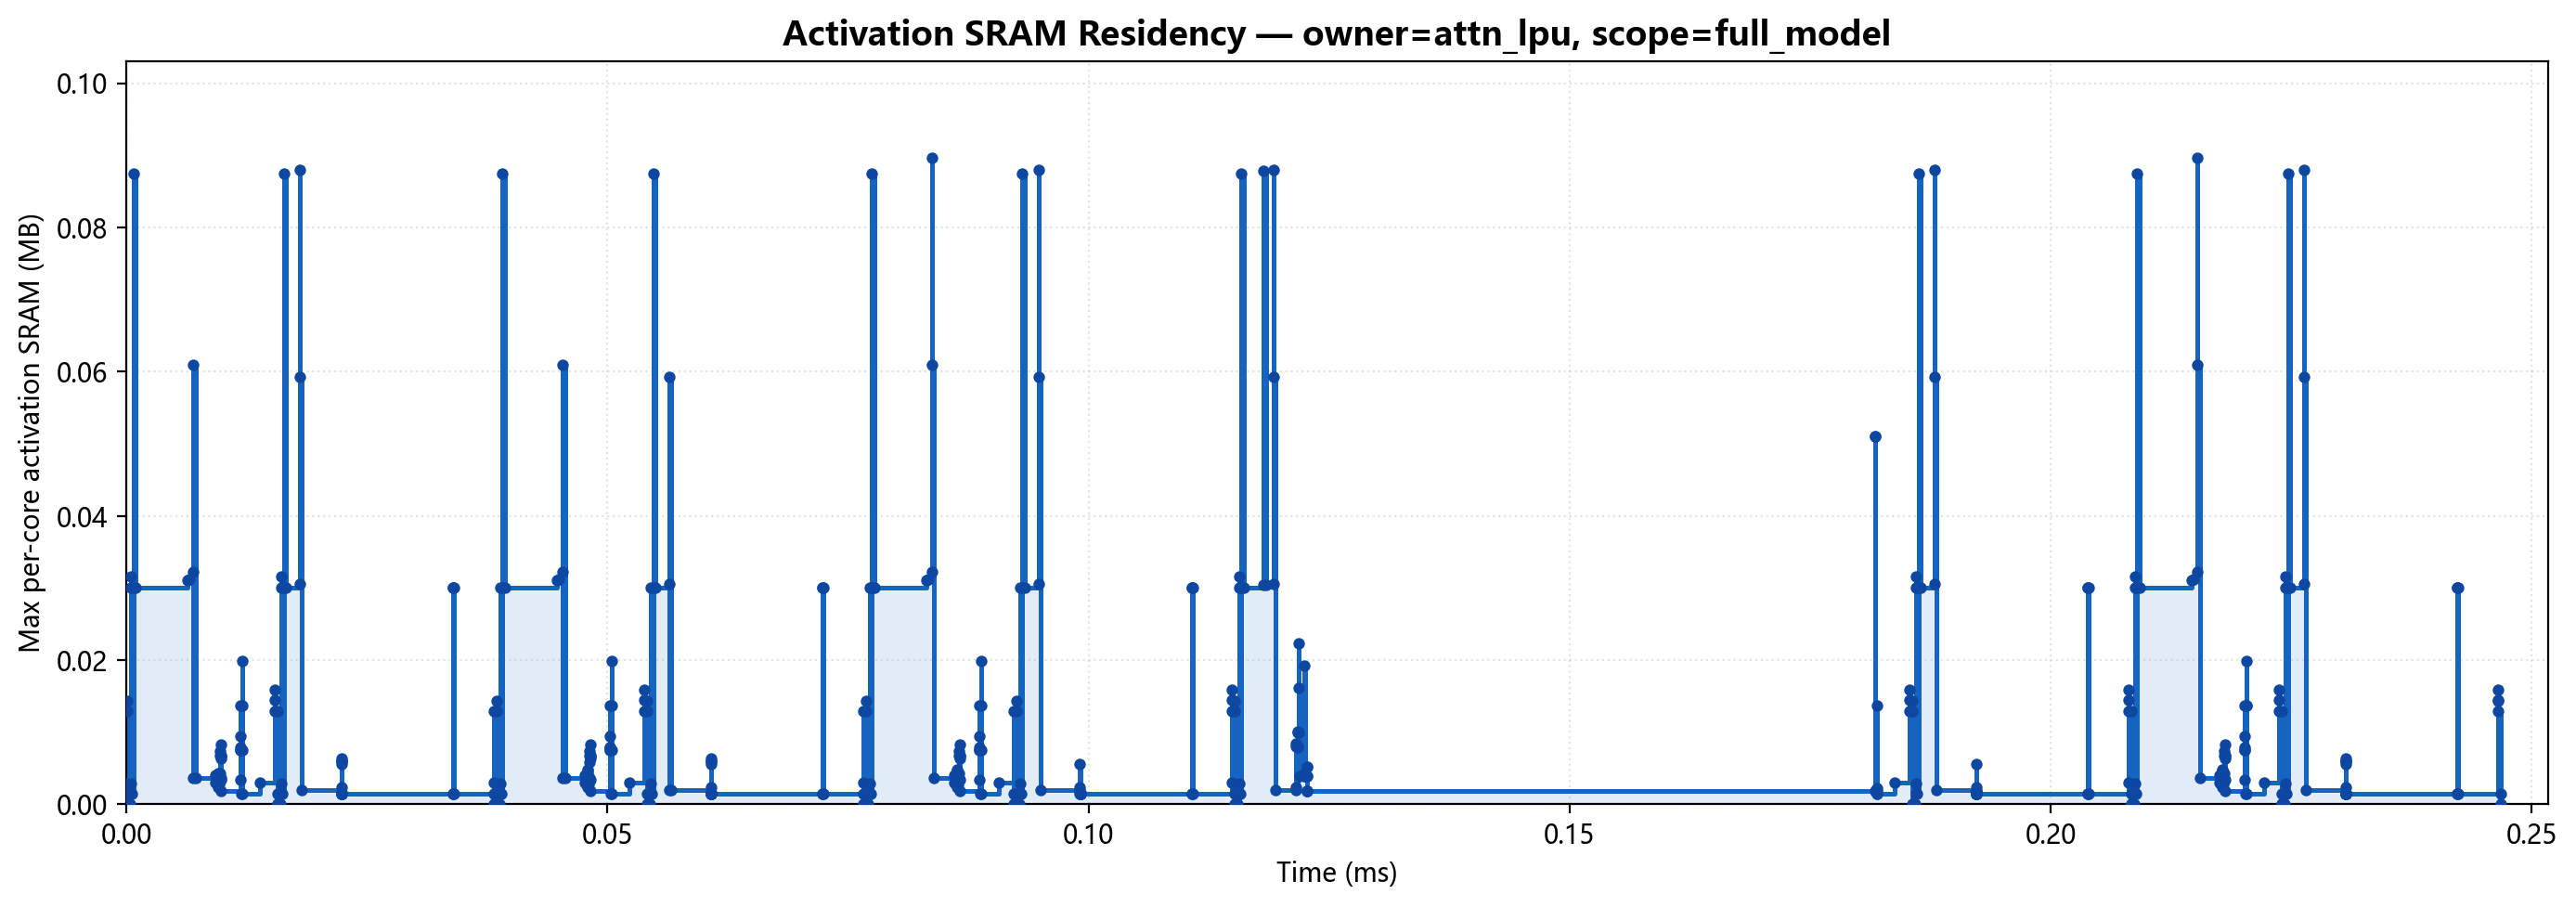 Activation SRAM Residency — owner=attn_lpu, scope=full_model
Max per-core activation SRAM (MB)
0.10
0.08
0.06
0.04
0.02
0.00
0.00 0.05 0.10 0.15 0.20 0.25
Time (ms)